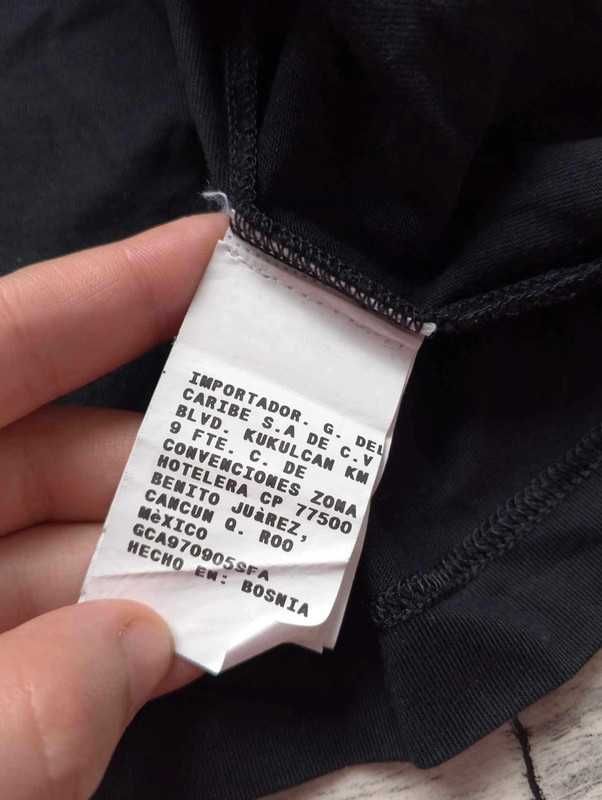 IMPORTADOR. G. DEL
CARIBE S.A DE C.V
BLVD. KUKULCAN KM
9 FTE. C. DE
CONVENCIONES ZONA
HOTELERA CP 77500
BENITO JUàREZ,
CANCUN Q. ROO
MèXICO
GCA970905SFA
HECHO EN: BOSNIA